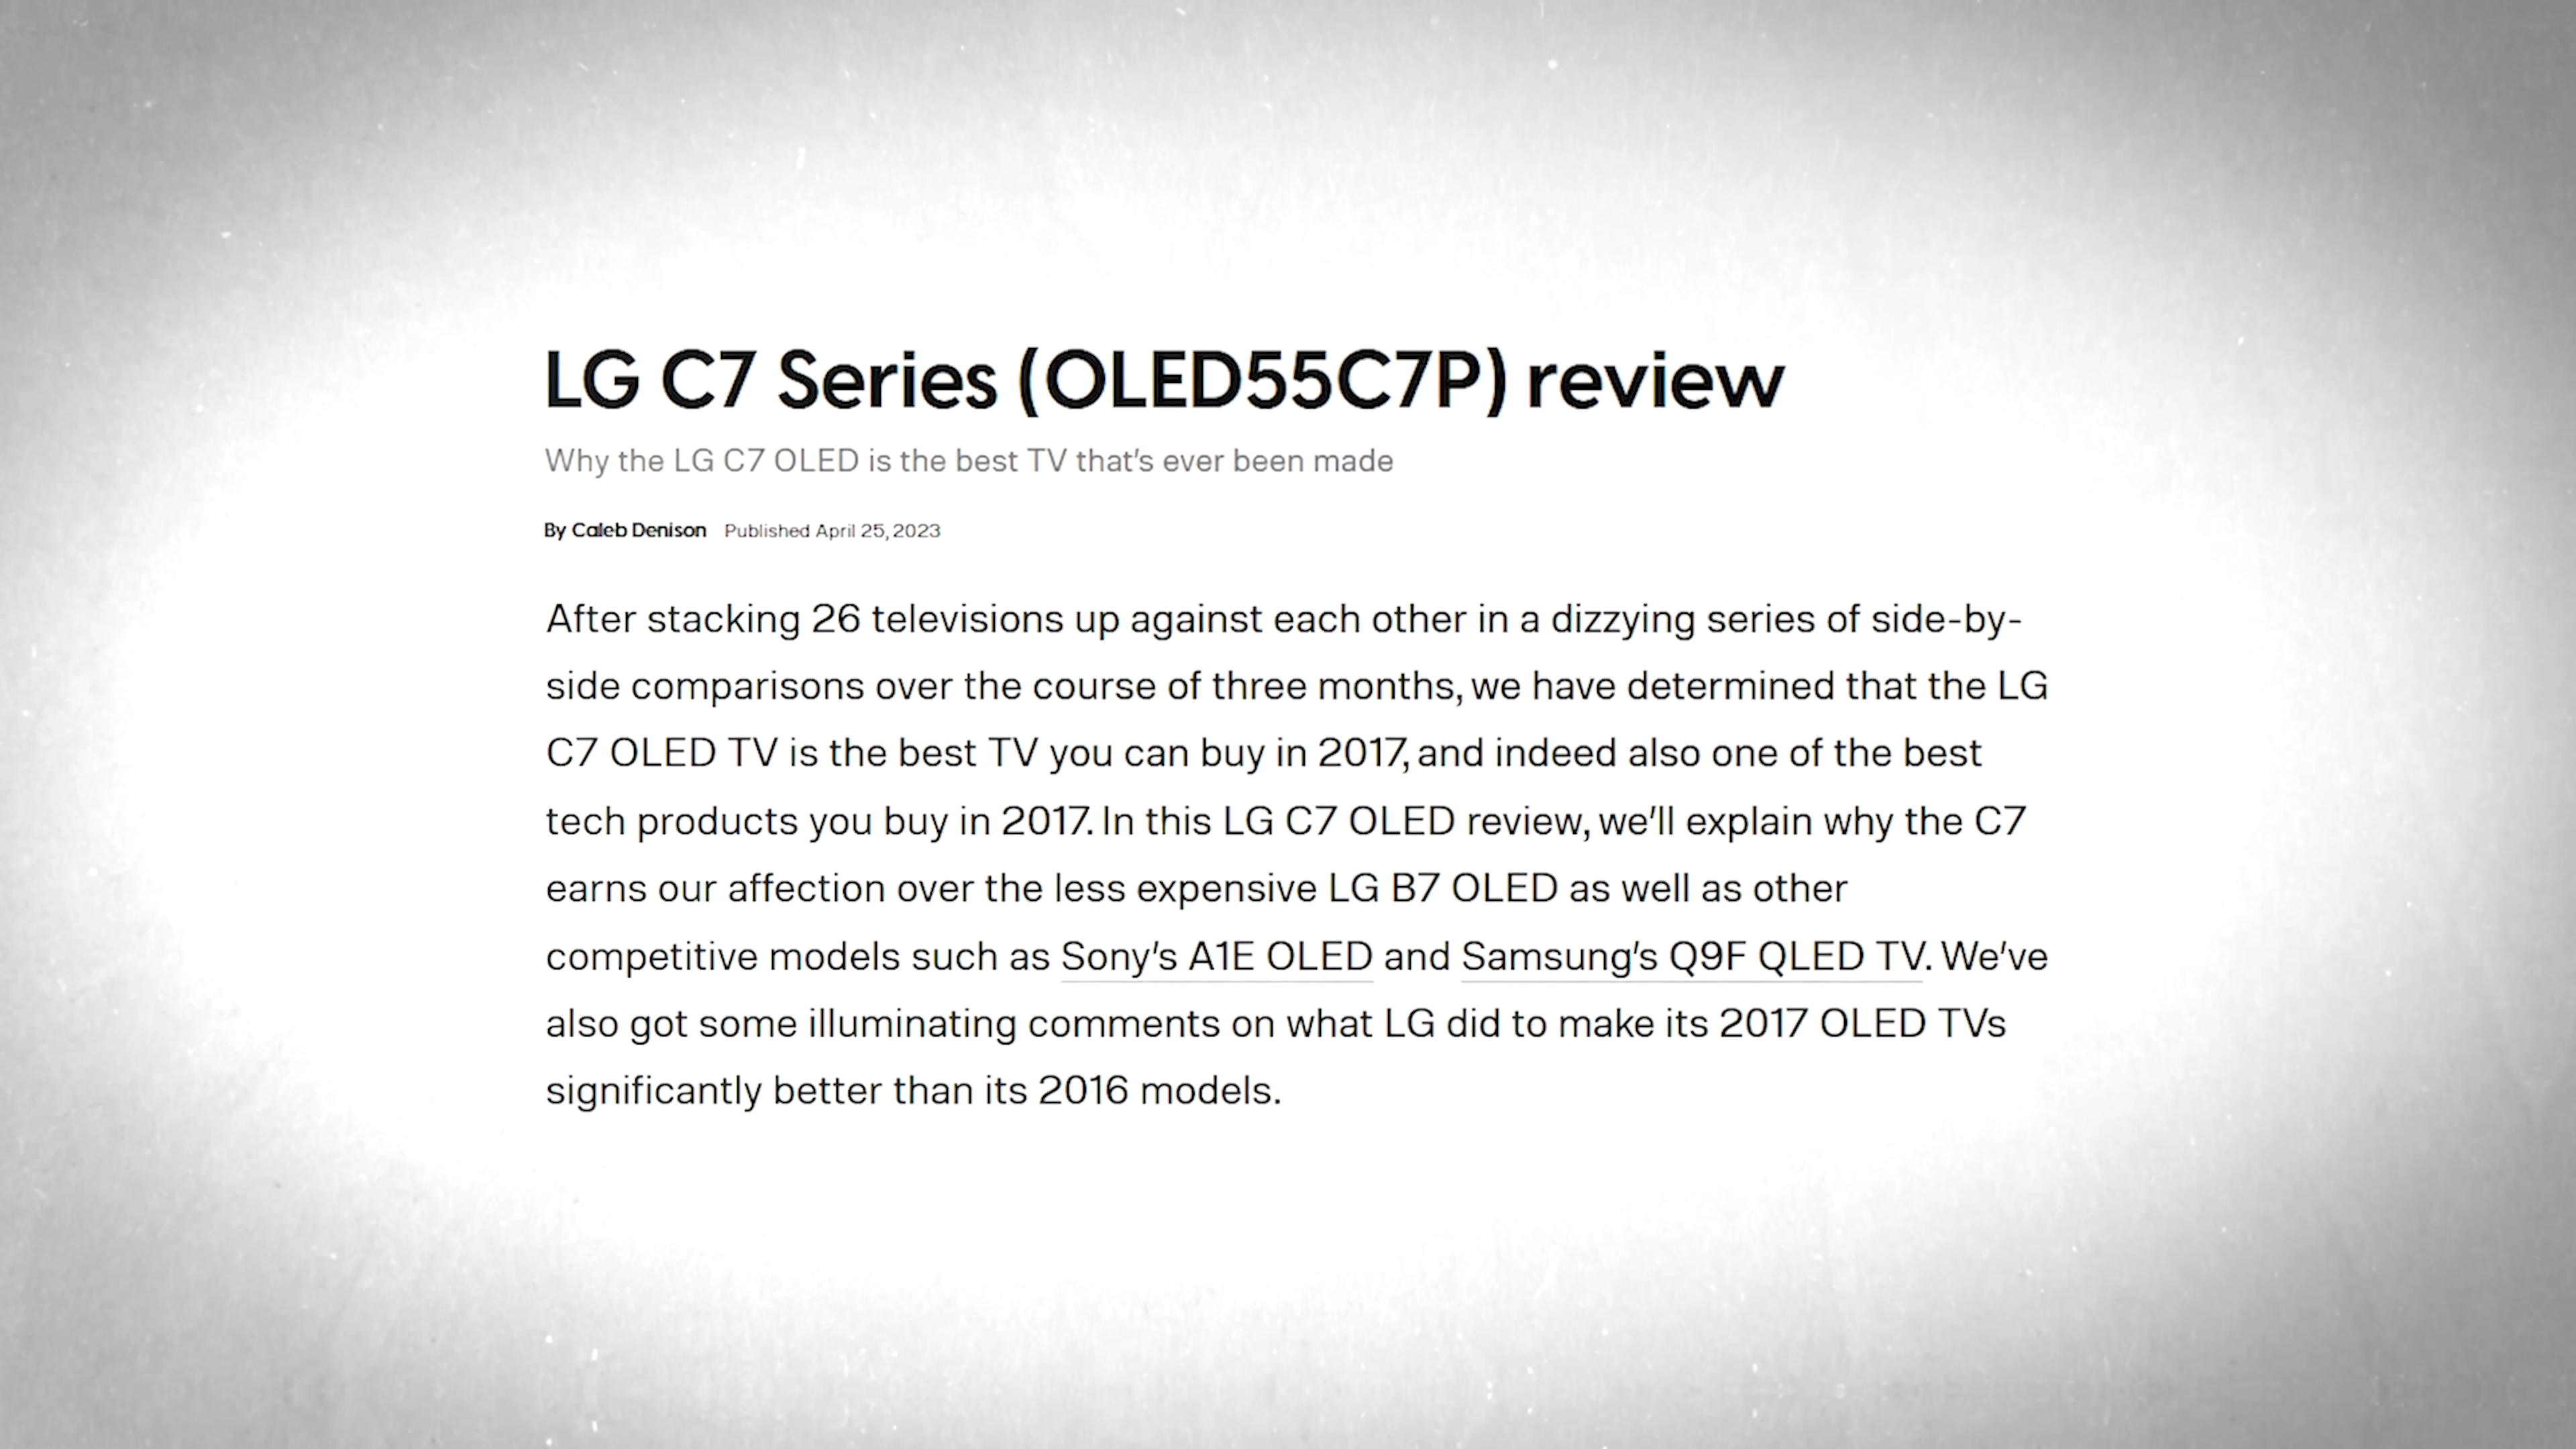 LG C7 Series (OLED55C7P) review
Why the LG C7 OLED is the best TV that's ever been made
By Caleb Denison Published April 25, 2023
After stacking 26 televisions up against each other in a dizzying series of side-by-
side comparisons over the course of three months, we have determined that the LG
C7 OLED TV is the best TV you can buy in 2017, and indeed also one of the best
tech products you buy in 2017. In this LG C7 OLED review, we'll explain why the C7
earns our affection over the less expensive LG B7 OLED as well as other
competitive models such as Sony's A1E OLED and Samsung's Q9F QLED TV. We've
also got some illuminating comments on what LG did to make its 2017 OLED TVs
significantly better than its 2016 models.